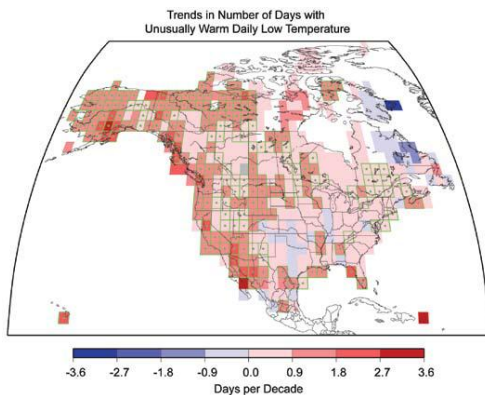 Trends in Number of Days with
Unusually Warm Daily Low Temperature
-3.6 -2.7 -1.8 -0.9 0.0 0.9 1.8 2.7 3.6
Days per Decade